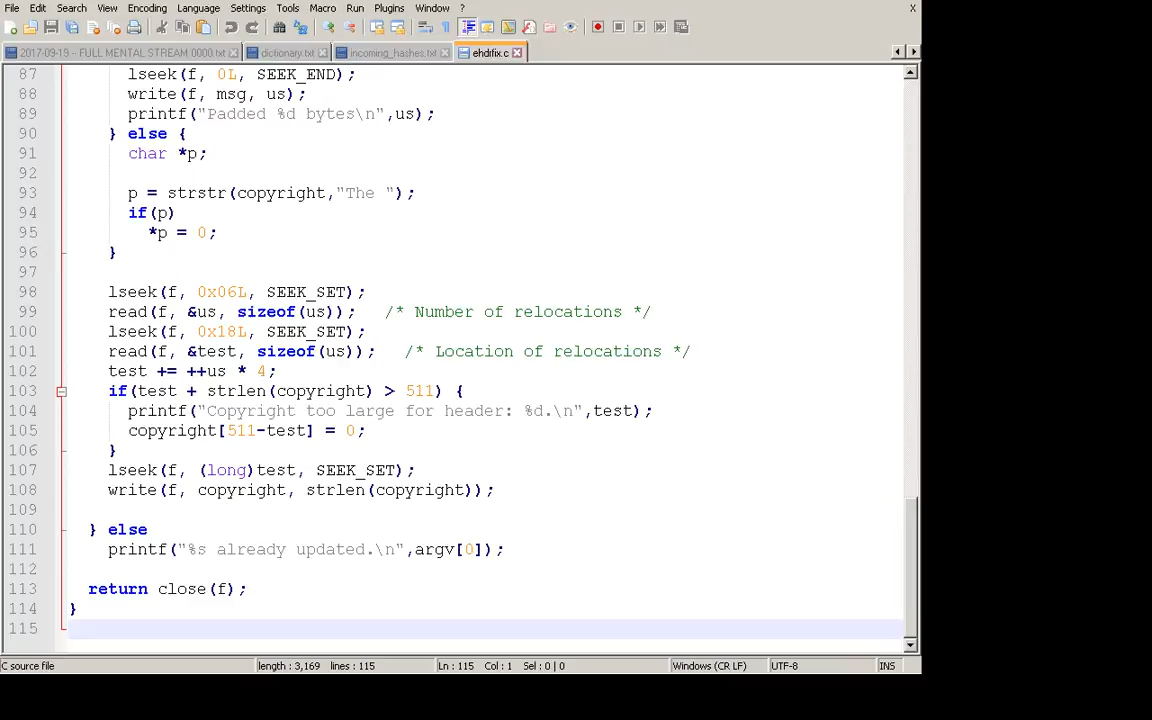 File Edit Search View Encoding Language Settings Tools Macro Run Plugins Window ? X
2017-09-19 -- FULL MENTAL STREAM 0000.txt dictionary.txt incoming_hashes.txt ehdrfix.c
87 lseek(f, 0L, SEEK_END);
88 write(f, msg, us);
89 printf("Padded %d bytes\n",us);
90 } else {
91 char *p;
92
93 p = strstr(copyright,"The ");
94 if(p)
95 *p = 0;
96 }
97
98 lseek(f, 0x06L, SEEK_SET);
99 read(f, &us, sizeof(us)); /* Number of relocations */
100 lseek(f, 0x18L, SEEK_SET);
101 read(f, &test, sizeof(us)); /* Location of relocations */
102 test += ++us * 4;
103 if(test + strlen(copyright) > 511) {
104 printf("Copyright too large for header: %d.\n",test);
105 copyright[511-test] = 0;
106 }
107 lseek(f, (long)test, SEEK_SET);
108 write(f, copyright, strlen(copyright));
109
110 } else
111 printf("%s already updated.\n",argv[0]);
112
113 return close(f);
114 }
115
C source file length : 3,169 lines : 115 Ln : 115 Col : 1 Sel : 0 | 0 Windows (CR LF) UTF-8 INS